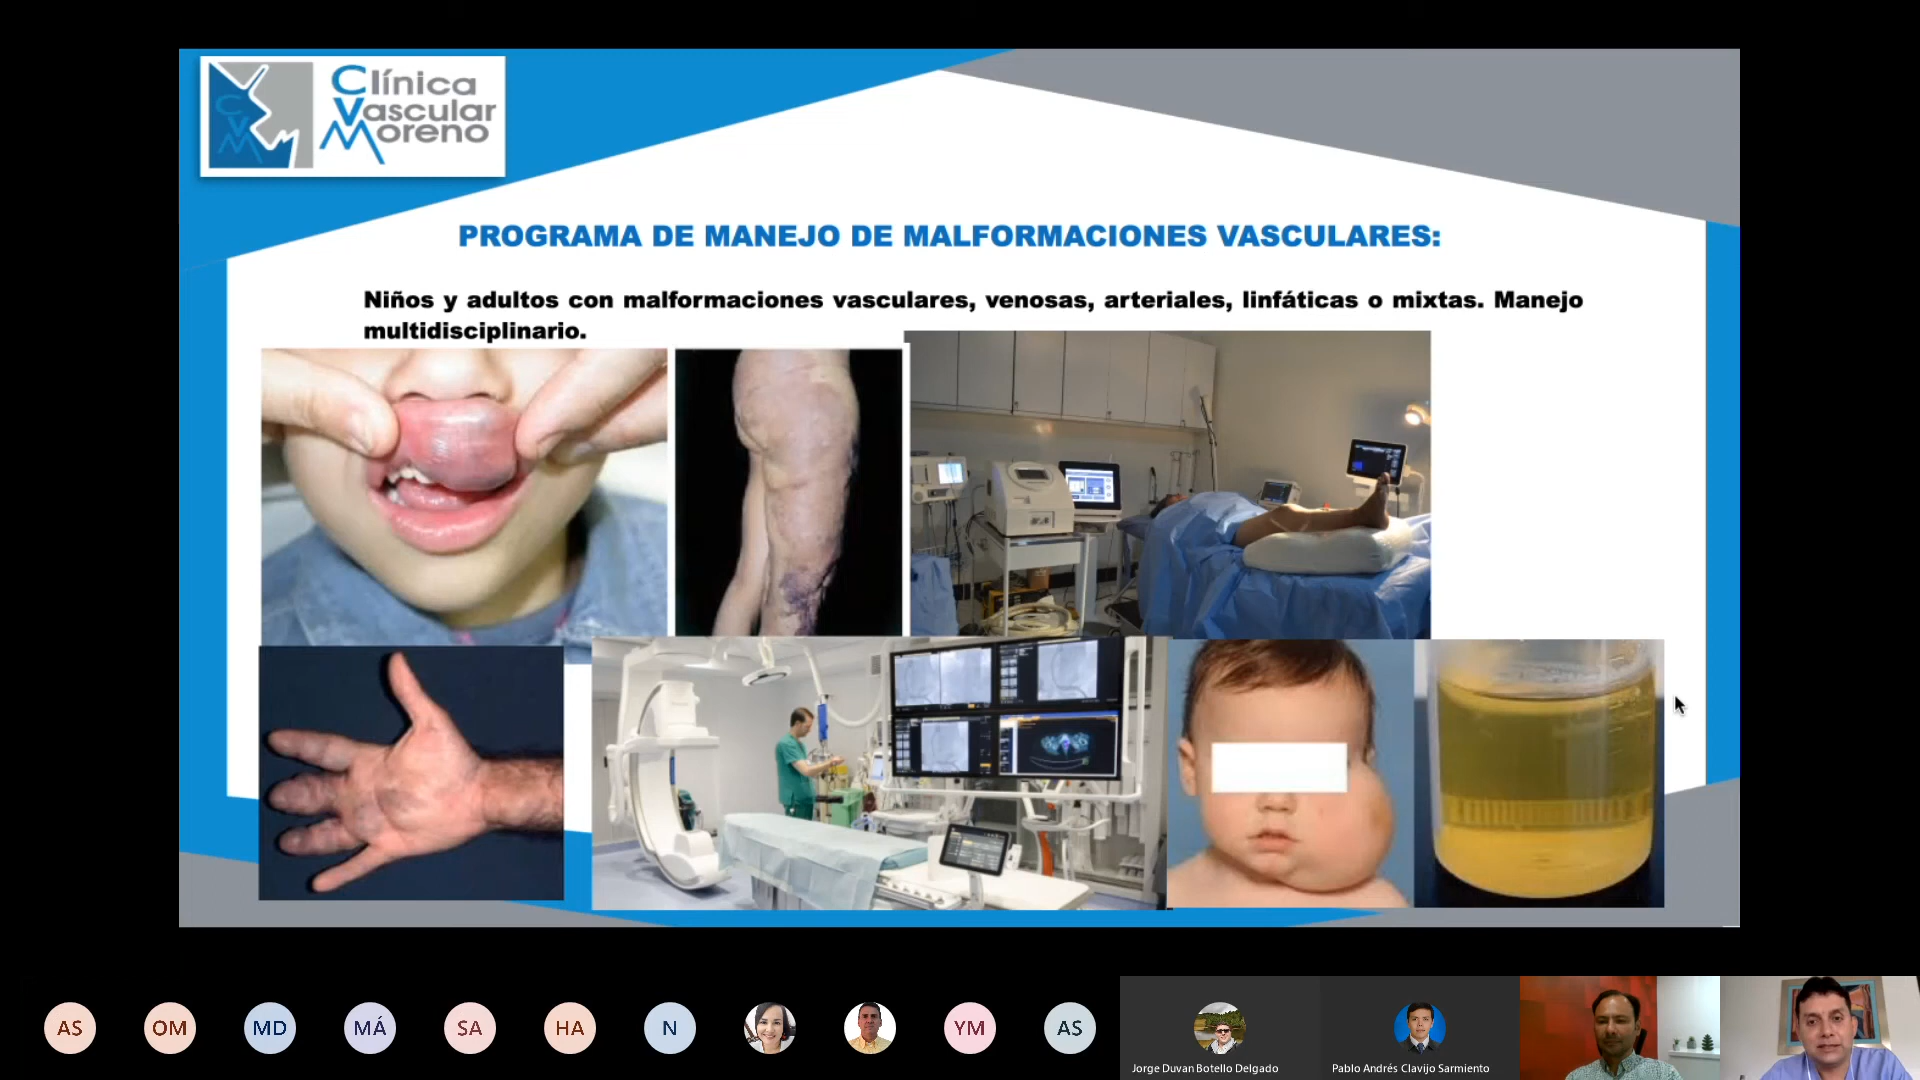 Clínica
Vascular
Moreno
CVM
PROGRAMA DE MANEJO DE MALFORMACIONES VASCULARES:
Niños y adultos con malformaciones vasculares, venosas, arteriales, linfáticas o mixtas. Manejo
multidisciplinario.
AS
OM
MD
MÁ
SA
HA
N
YM
AS
Jorge Duvan Botello Delgado
Pablo Andrés Clavijo Sarmiento